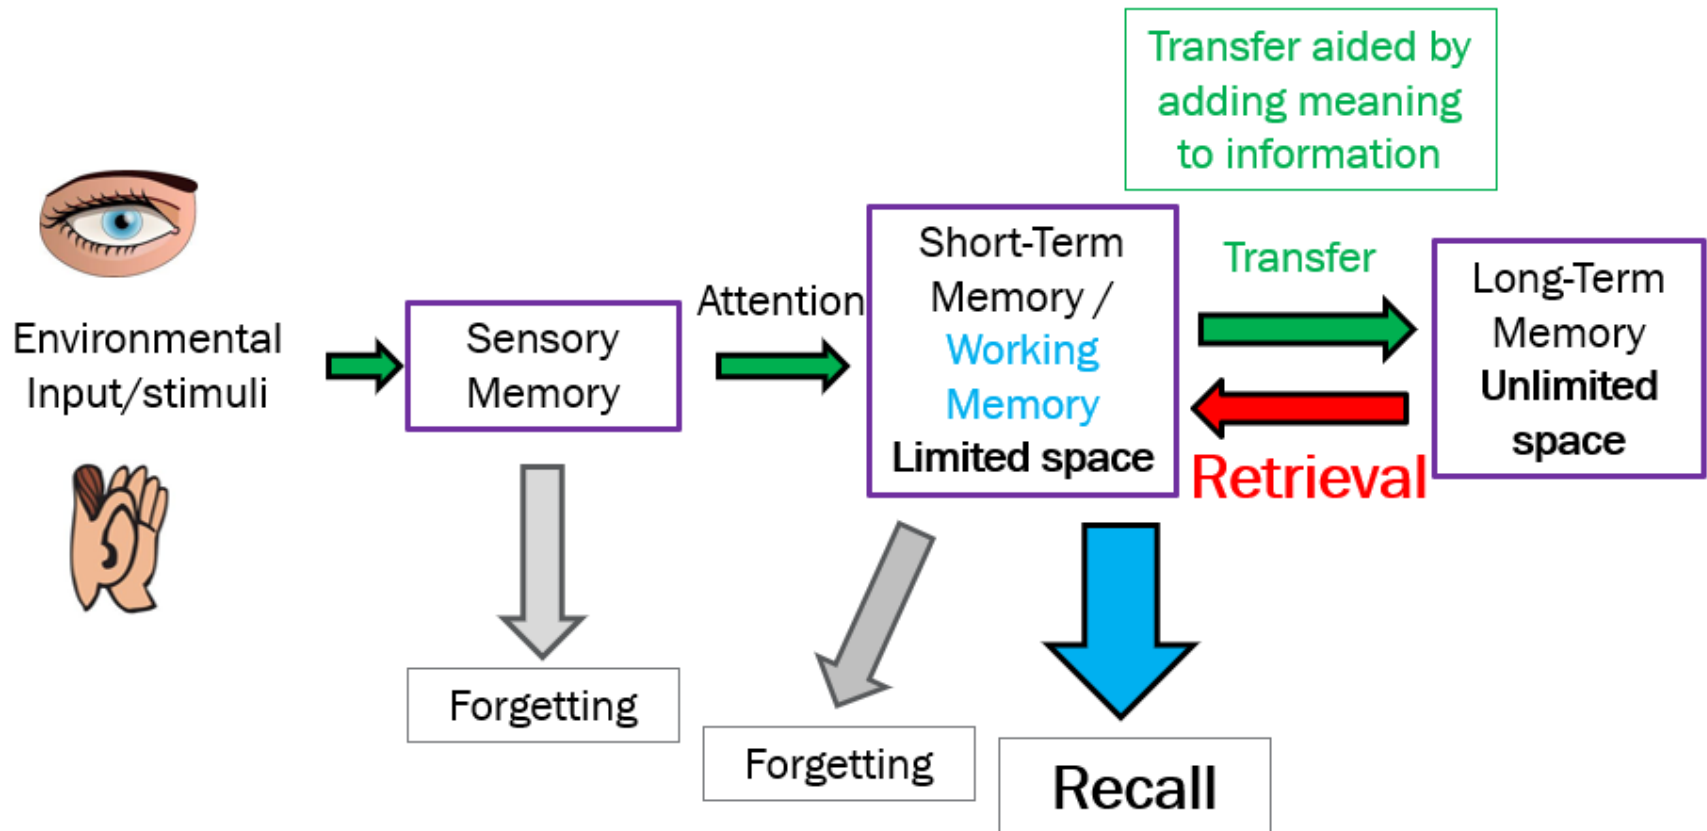 Transfer aided by
adding meaning
to information
Environmental
Input/stimuli
Sensory
Memory
Attention
Short-Term
Memory /
Working
Memory
Limited space
Transfer
Retrieval
Long-Term
Memory
Unlimited
space
Forgetting
Forgetting
Recall